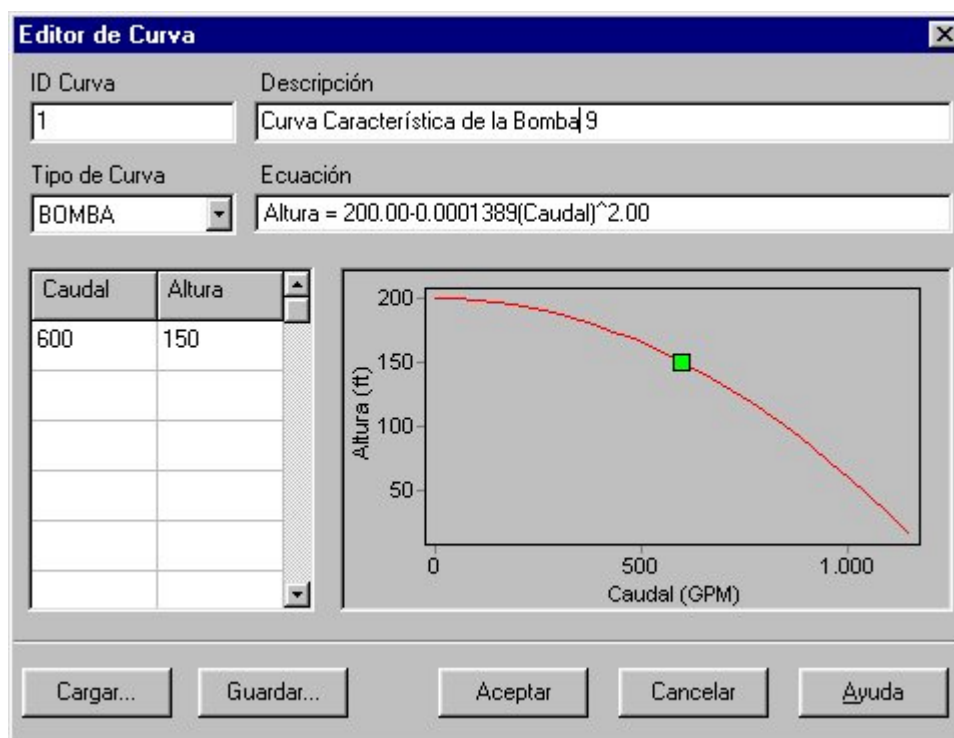 Editor de Curva
ID Curva Descripción
1 Curva Característica de la Bomba 9
Tipo de Curva Ecuación
BOMBA Altura = 200.00-0.0001389(Caudal)^2.00
Caudal Altura
600 150
200
150
100
50
Altura (ft)
0 500 1.000
Caudal (GPM)
Cargar... Guardar... Aceptar Cancelar Ayuda